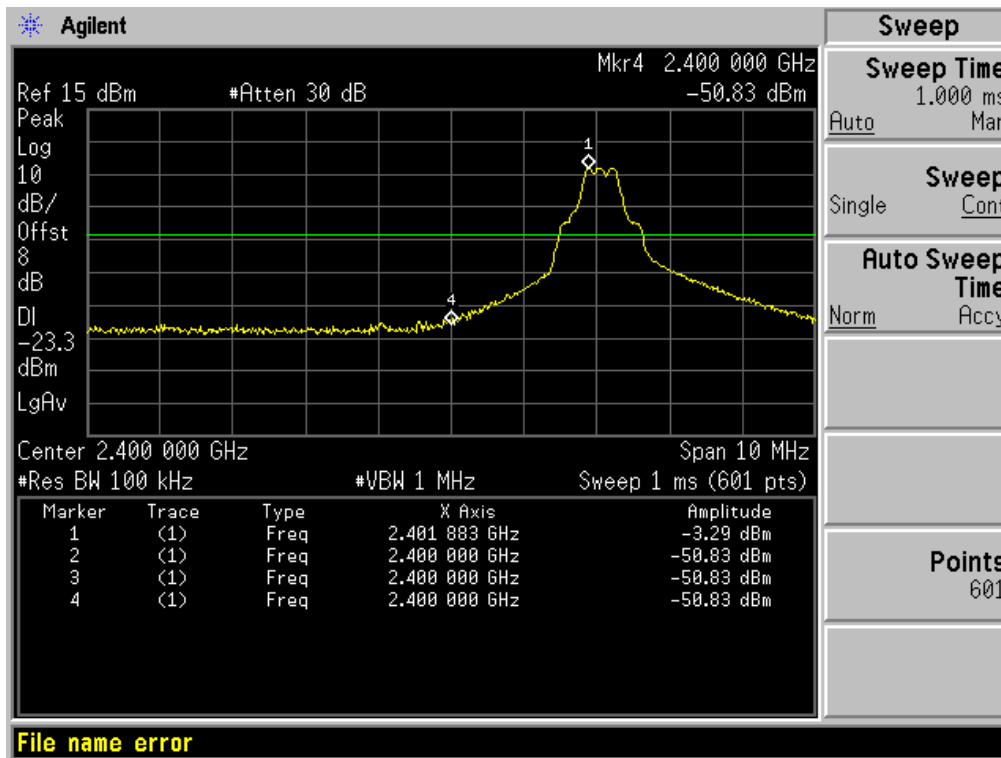 Agilent
Sweep
Mkr4 2.400 000 GHz
Ref 15 dBm #Atten 30 dB -50.83 dBm
Peak
Log
10
dB/
Offst
8
dB
DI
-23.3
dBm
LgAv
1
4
Center 2.400 000 GHz Span 10 MHz
#Res BW 100 kHz #VBW 1 MHz Sweep 1 ms (601 pts)
Marker Trace Type X Axis Amplitude
1 (1) Freq 2.401 883 GHz -3.29 dBm
2 (1) Freq 2.400 000 GHz -50.83 dBm
3 (1) Freq 2.400 000 GHz -50.83 dBm
4 (1) Freq 2.400 000 GHz -50.83 dBm
Sweep Time
1.000 ms
Auto Man
Sweep
Single Cont
Auto Sweep
Time
Norm Accy
Points
601
File name error